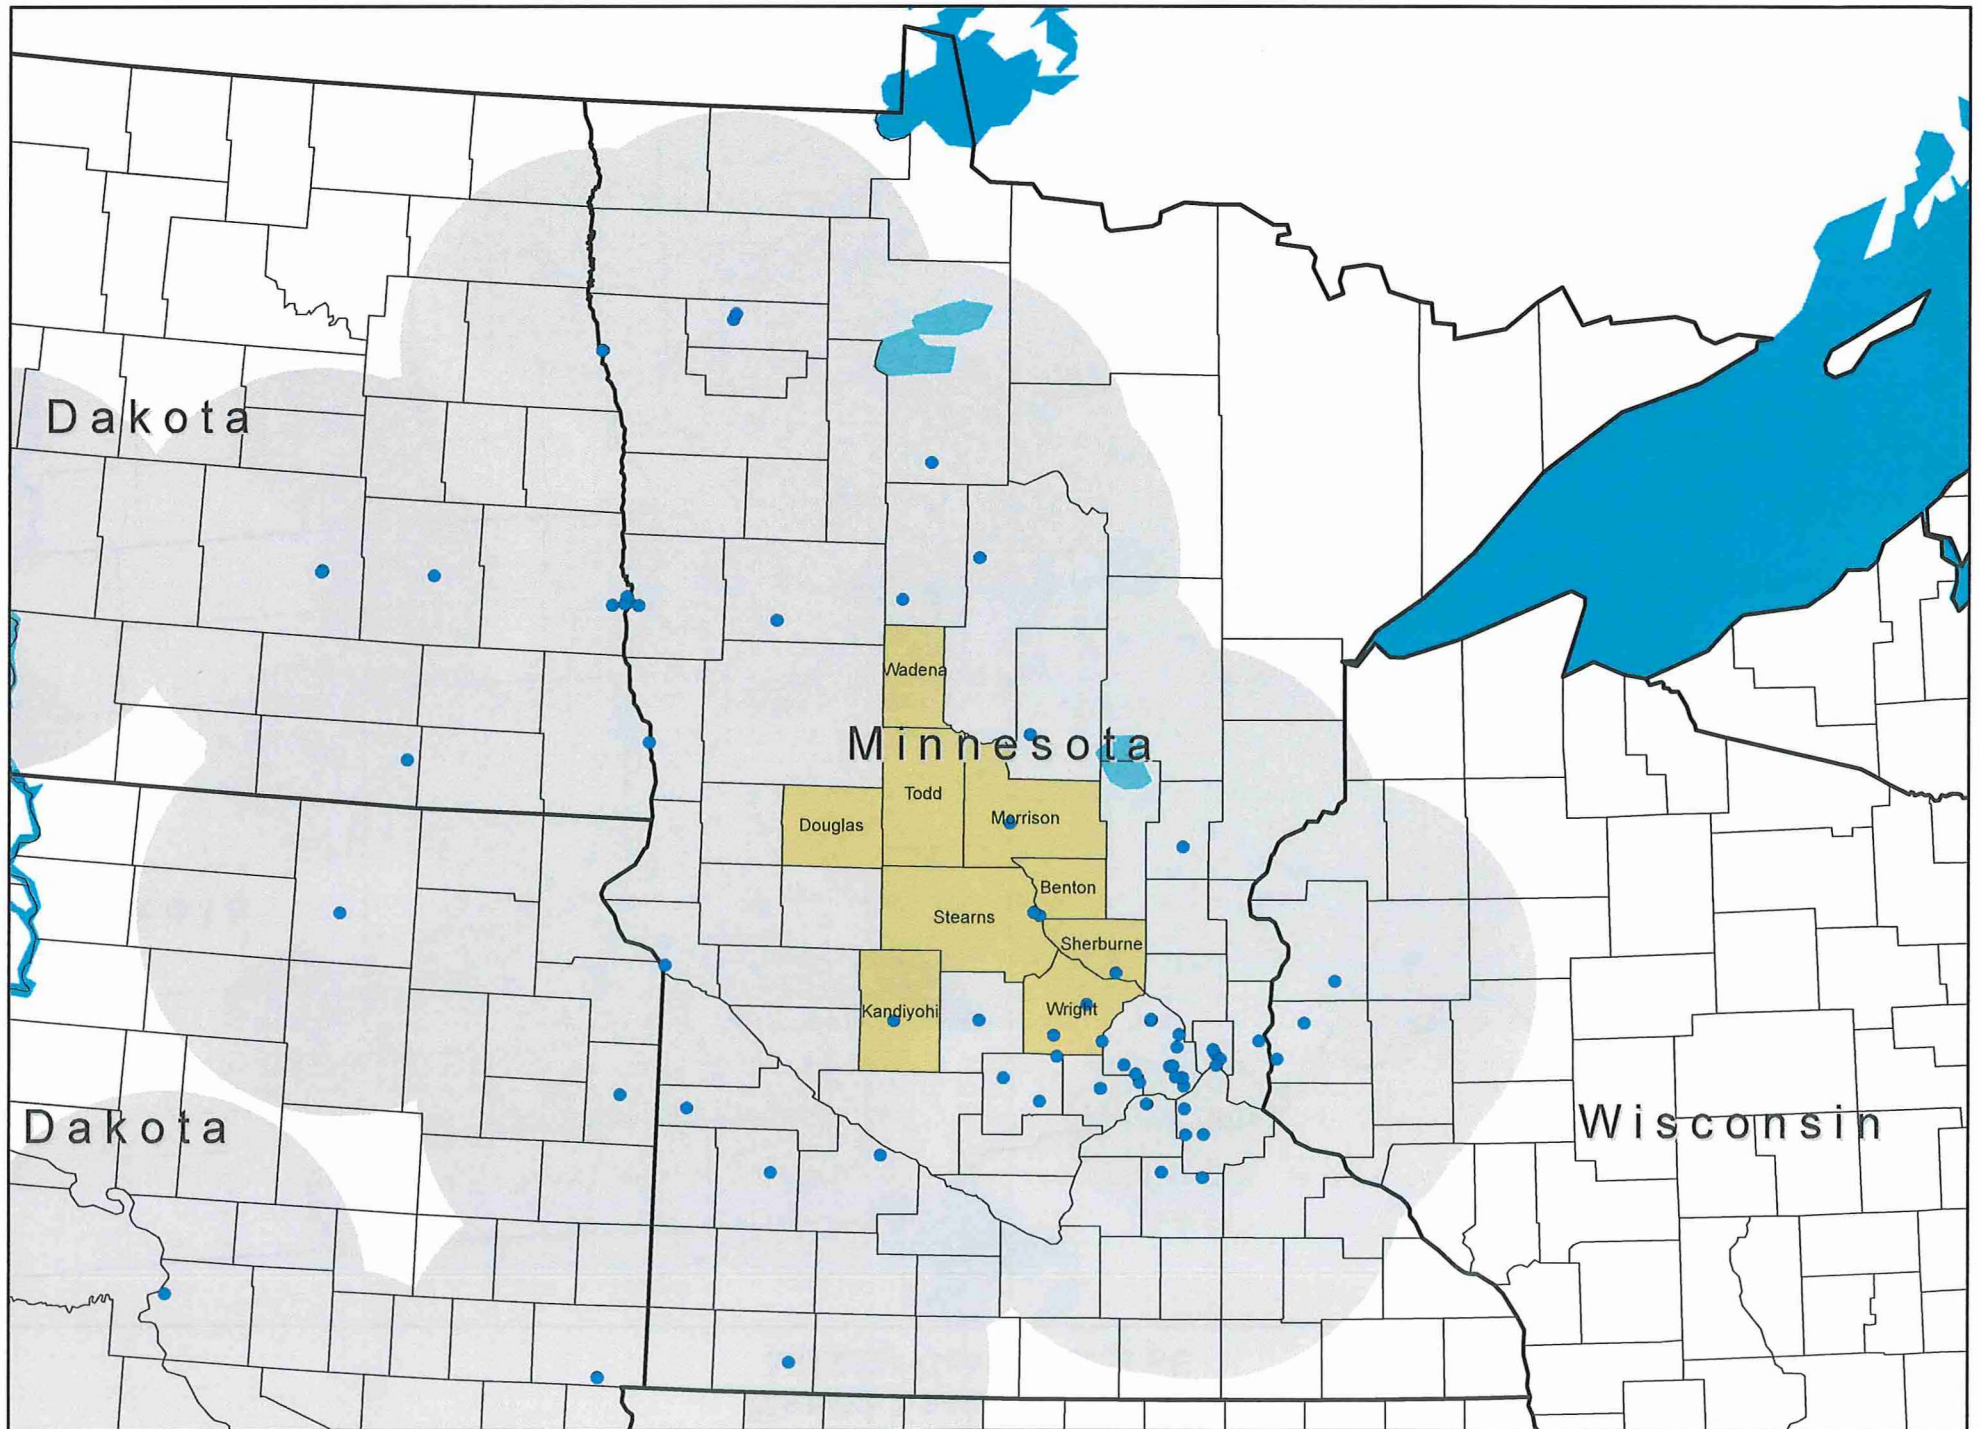 Dakota
Wadena
Minnesota
Todd
Douglas
Morrison
Benton
Stearns
Sherburne
Kandiyohi
Wright
Dakota
Wisconsin